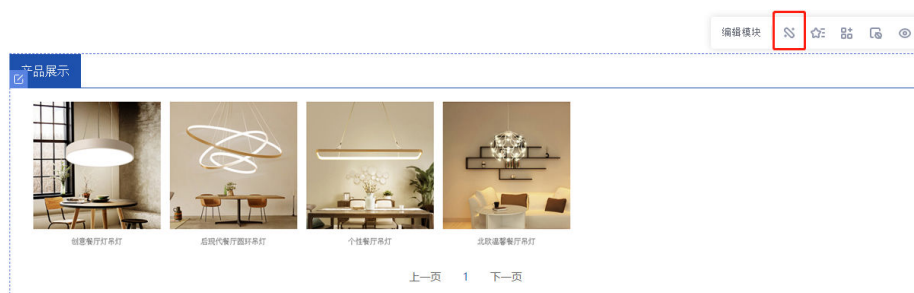 编辑模块
产品展示
创意餐厅灯吊灯
后现代餐厅圆环吊灯
个性餐厅吊灯
北欧温馨餐厅吊灯
上一页 1 下一页